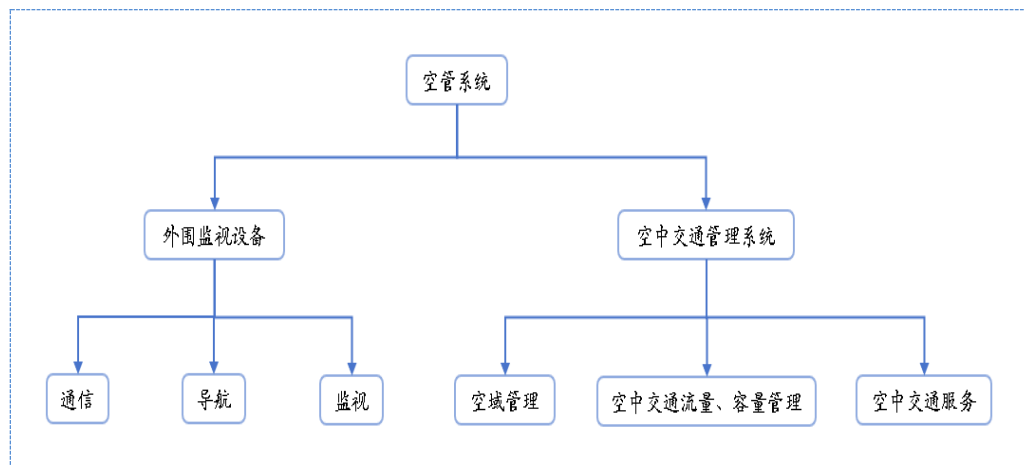 空管系统
外围监视设备
空中交通管理系统
通信
导航
监视
空域管理
空中交通流量、容量管理
空中交通服务